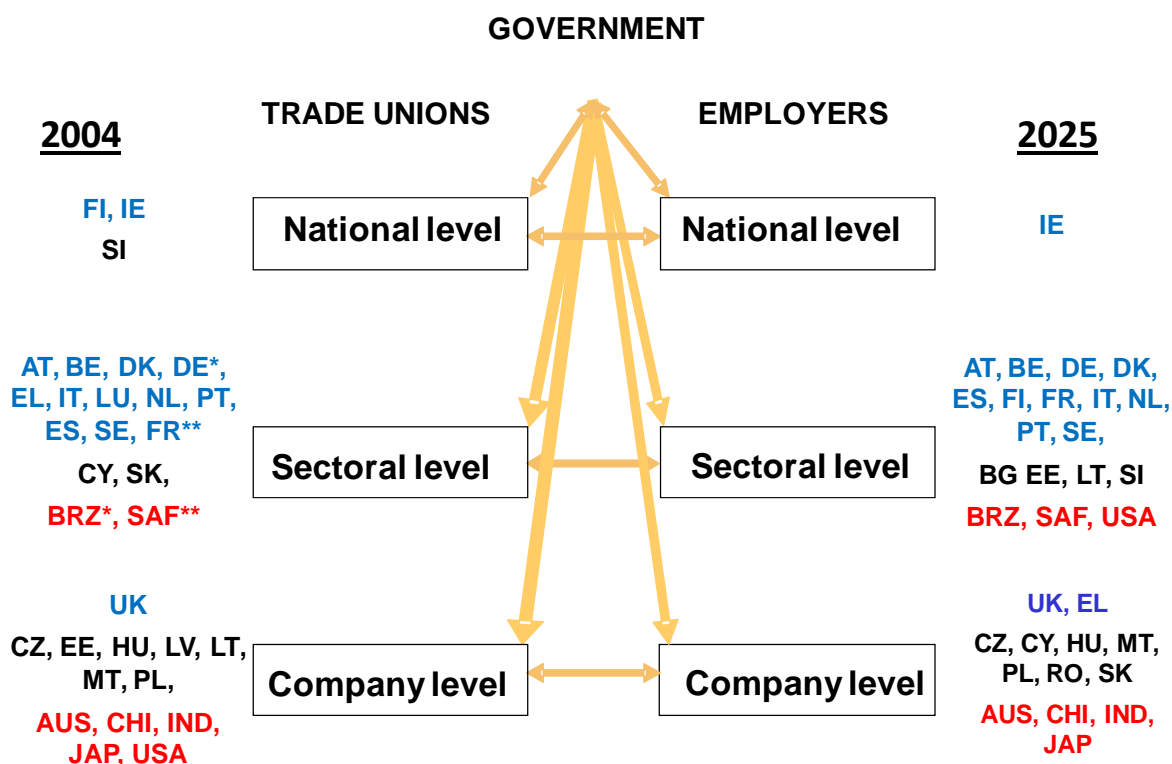 GOVERNMENT
TRADE UNIONS
EMPLOYERS
2004
2025
FI, IE
SI
National level
National level
IE
AT, BE, DK, DE*,
EL, IT, LU, NL, PT,
ES, SE, FR**
CY, SK,
BRZ*, SAF**
Sectoral level
Sectoral level
AT, BE, DE, DK,
ES, FI, FR, IT, NL,
PT, SE,
BG EE, LT, SI
BRZ, SAF, USA
UK
CZ, EE, HU, LV, LT,
MT, PL,
AUS, CHI, IND,
JAP, USA
Company level
Company level
UK, EL
CZ, CY, HU, MT,
PL, RO, SK
AUS, CHI, IND,
JAP